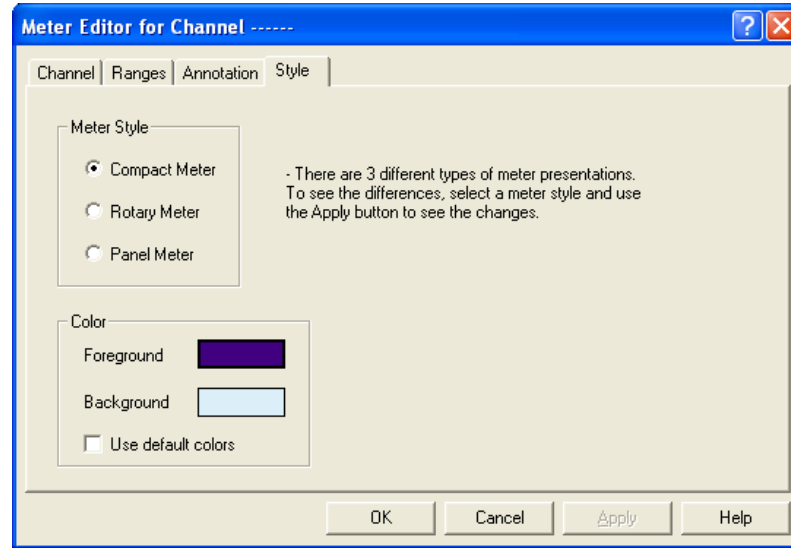 Meter Editor for Channel ------
Channel
Ranges
Annotation
Style
Meter Style
Compact Meter
Rotary Meter
Panel Meter
- There are 3 different types of meter presentations.
To see the differences, select a meter style and use
the Apply button to see the changes.
Color
Foreground
Background
Use default colors
OK
Cancel
Apply
Help